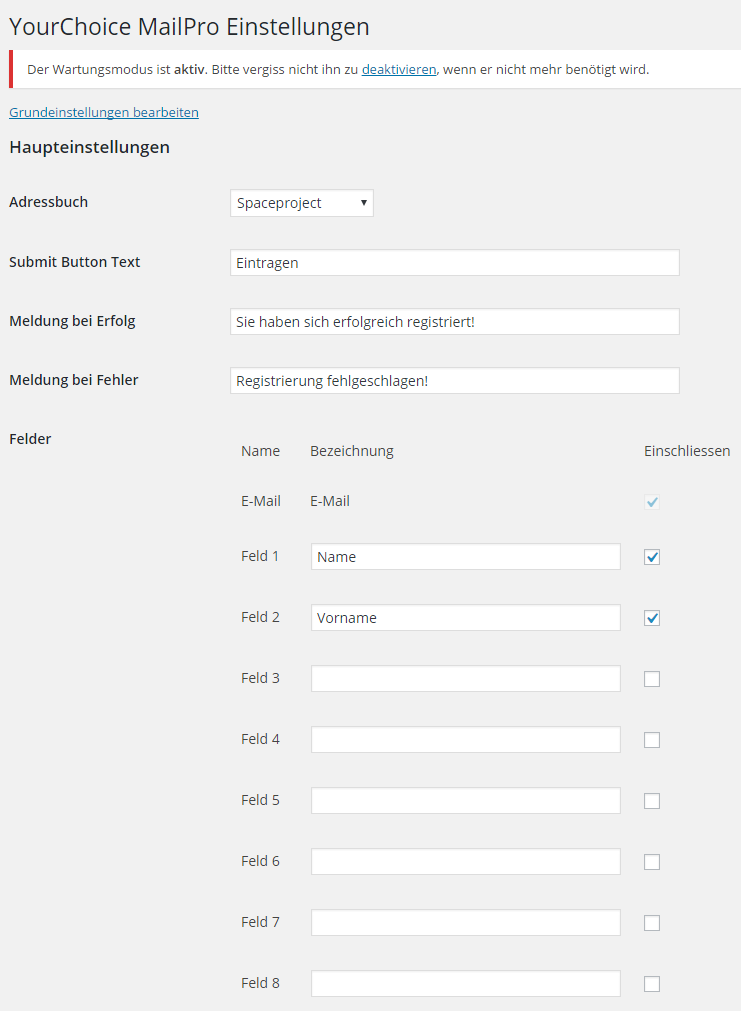 YourChoice MailPro Einstellungen
Der Wartungsmodus ist aktiv. Bitte vergiss nicht ihn zu deaktivieren, wenn er nicht mehr benötigt wird.
Grundeinstellungen bearbeiten
Haupteinstellungen
Adressbuch Spaceproject
Submit Button Text Eintragen
Meldung bei Erfolg Sie haben sich erfolgreich registriert!
Meldung bei Fehler Registrierung fehlgeschlagen!
Felder
Name Bezeichnung Einschliessen
E-Mail E-Mail
Feld 1 Name
Feld 2 Vorname
Feld 3
Feld 4
Feld 5
Feld 6
Feld 7
Feld 8